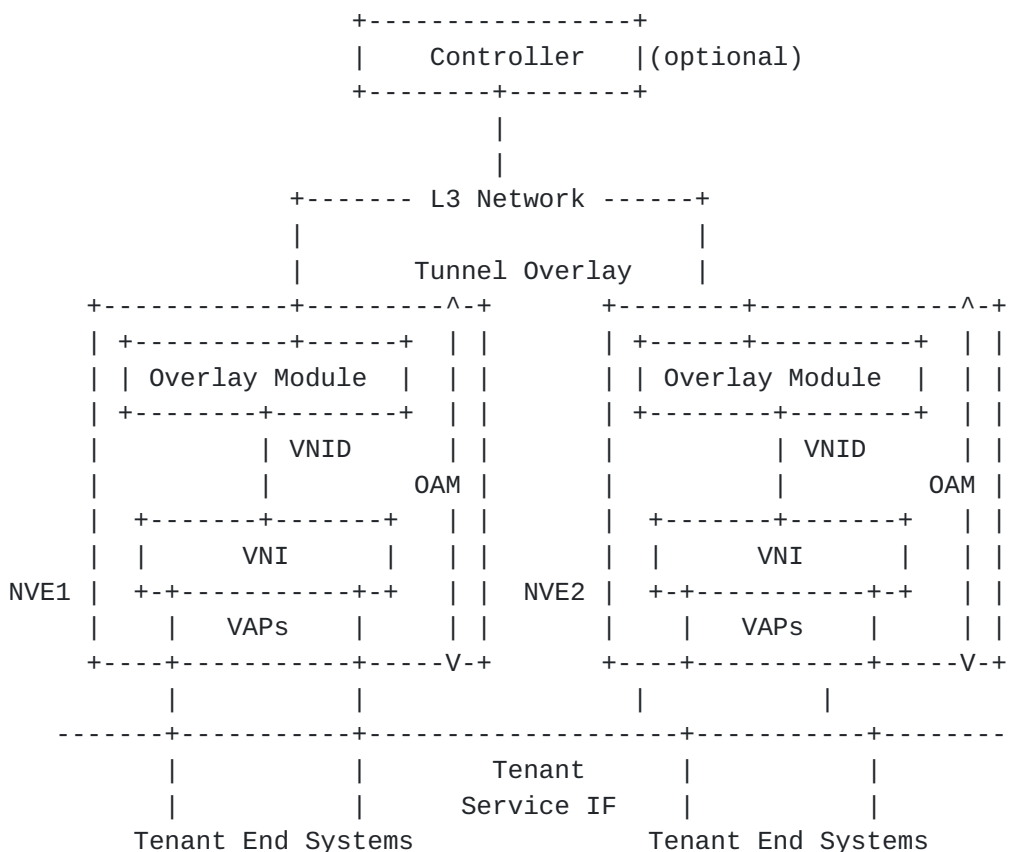 Controller (optional)
L3 Network
Tunnel Overlay
Overlay Module Overlay Module
VNID VNID
OAM OAM
VNI VNI
NVE1 NVE2
VAPs VAPs
Tenant
Service IF
Tenant End Systems Tenant End Systems